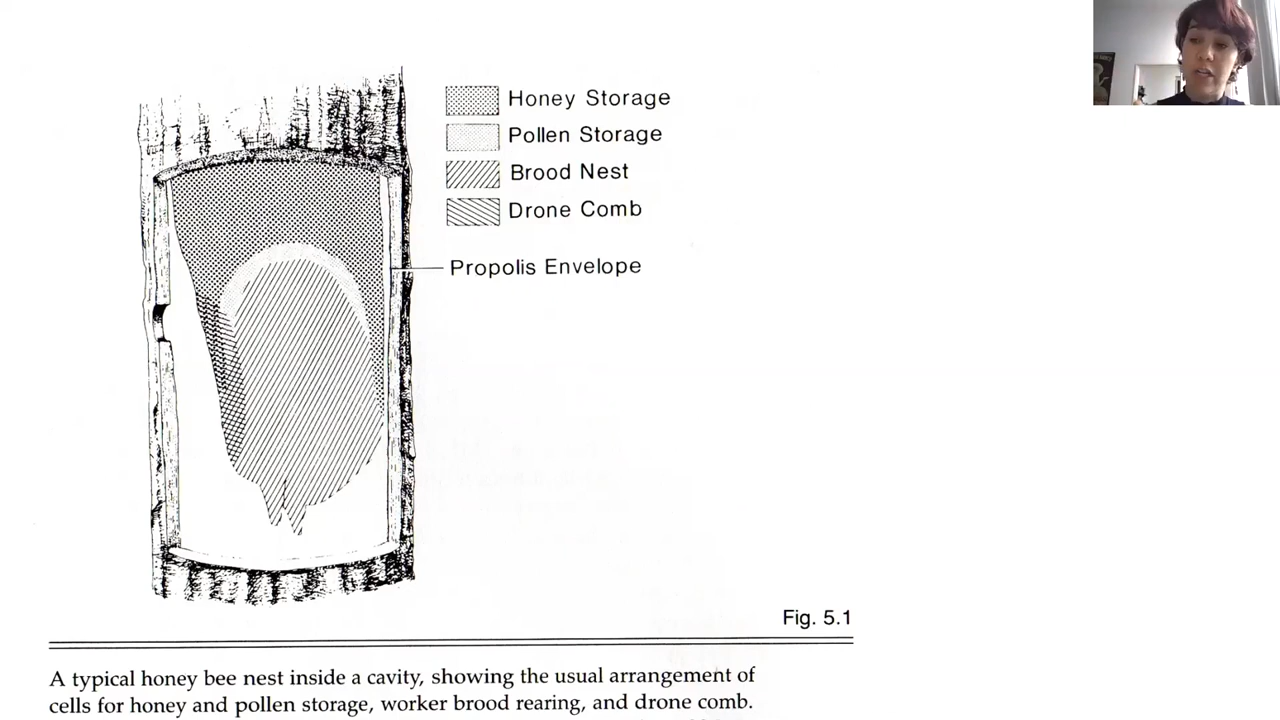 Honey Storage
Pollen Storage
Brood Nest
Drone Comb
Propolis Envelope
Fig. 5.1
A typical honey bee nest inside a cavity, showing the usual arrangement of
cells for honey and pollen storage, worker brood rearing, and drone comb.